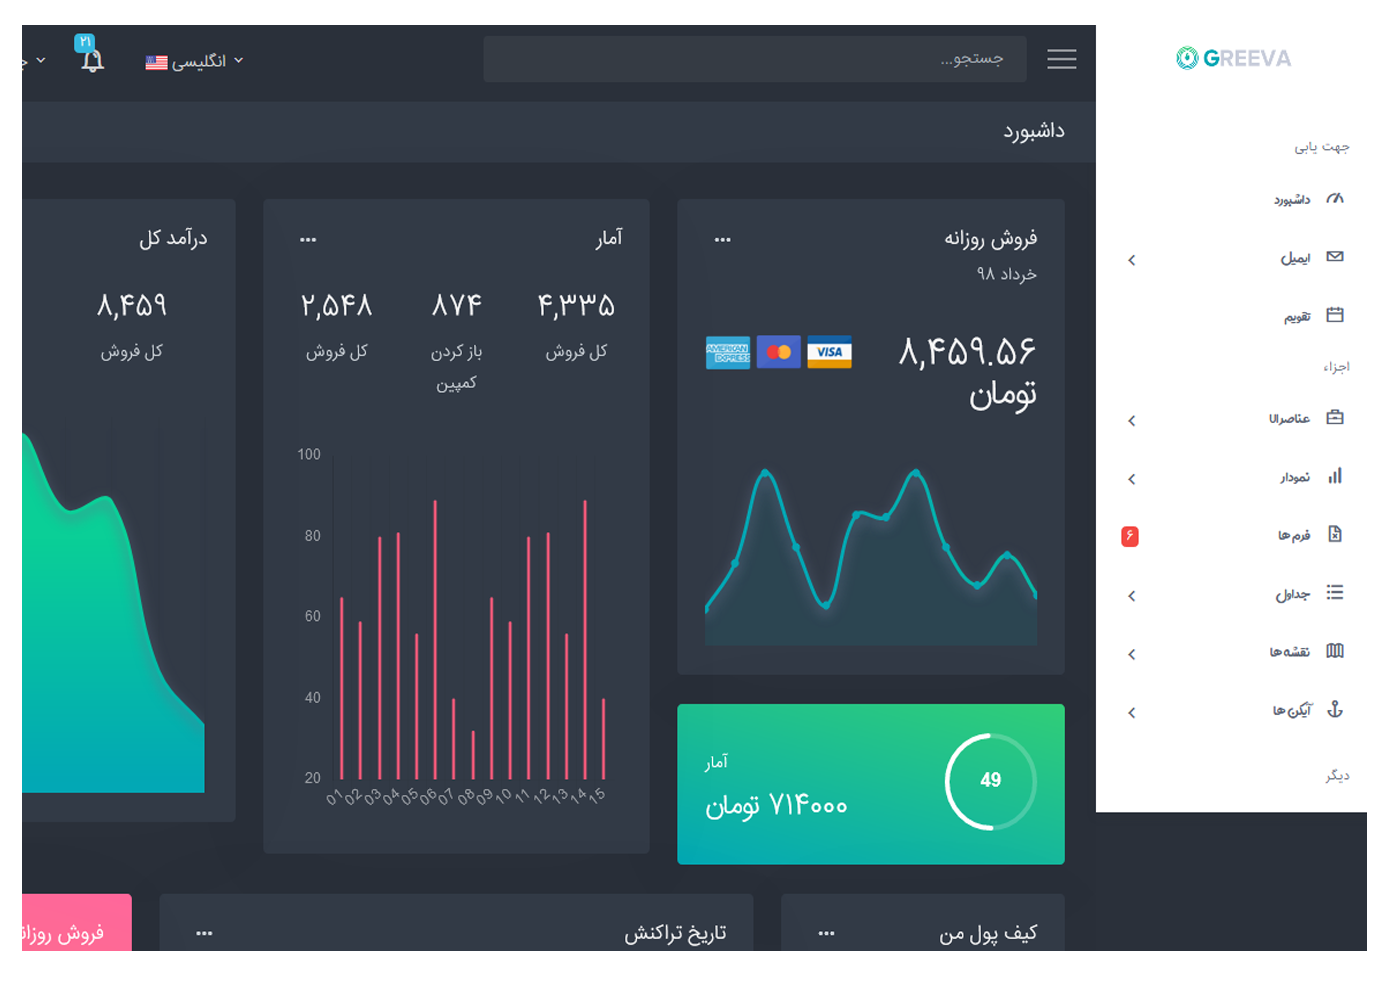 GREEVA
جستجو...
انگلیسی
۲۱
داشبورد
جهت یابی
داشبورد
ایمیل
تقویم
اجزاء
عناصرUI
نمودار
فرم‌ها
۶
جداول
نقشه‌ها
آیکن‌ها
دیگر
فروش روزانه
خرداد ۹۸
۸,۴۵۹.۵۶
تومان
VISA
AMERICAN
EXPRESS
آمار
۴,۳۳۵
کل فروش
۸۷۴
باز کردن
کمپین
۲,۵۴۸
کل فروش
100
80
60
40
20
01 02 03 04 05 06 07 08 09 10 11 12 13 14 15
درآمد کل
۸,۴۵۹
کل فروش
49
آمار
۷۱۴۰۰۰ تومان
کیف پول من
تاریخ تراکنش
فروش